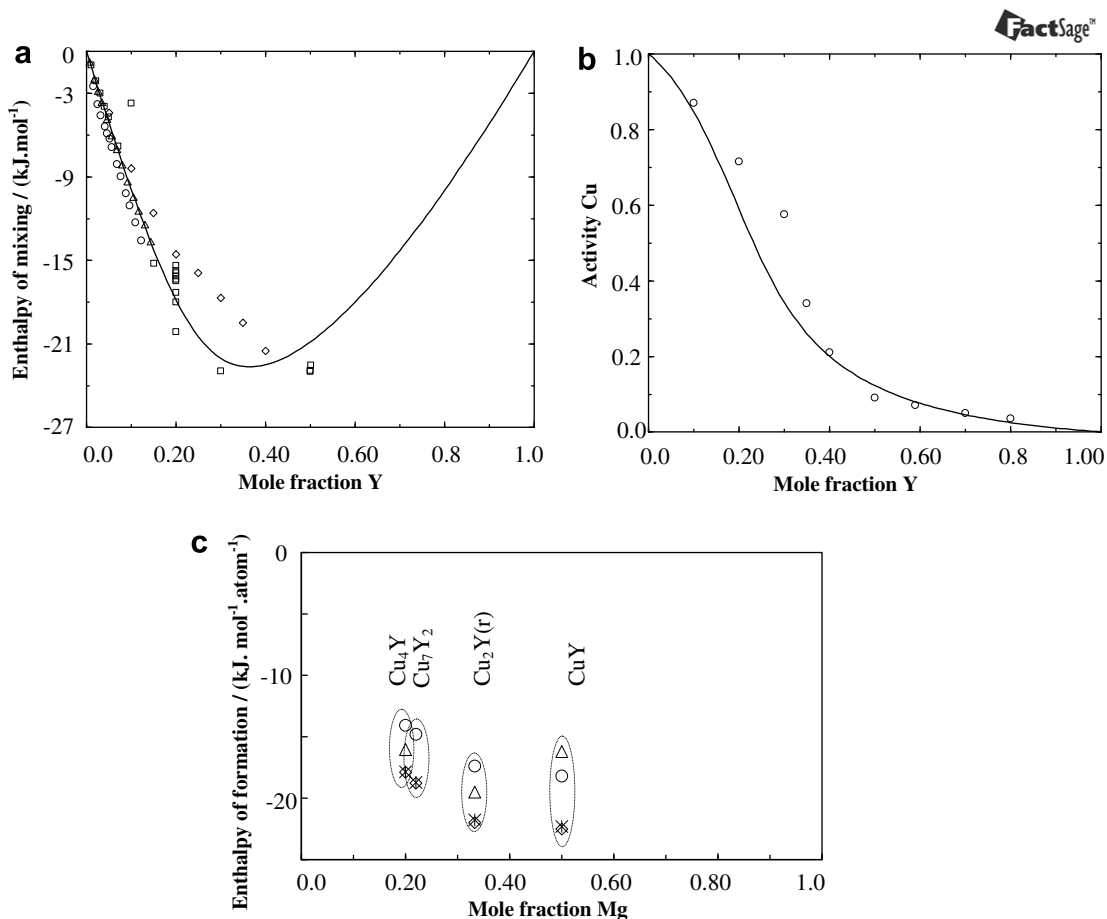 FactSage™
a
0
-3
-9
-15
-21
-27
Enthalpy of mixing / (kJ.mol⁻¹)
0.0 0.20 0.40 0.60 0.80 1.0
Mole fraction Y
b
1.0
0.8
0.6
0.4
0.2
0.0
Activity Cu
0.0 0.20 0.40 0.60 0.80 1.00
Mole fraction Y
c
0
-10
-20
Enthalpy of formation / (kJ. mol⁻¹.atom⁻¹)
Cu₄Y
Cu₇Y₂
Cu₂Y(r)
CuY
0.0 0.20 0.40 0.60 0.80 1.0
Mole fraction Mg